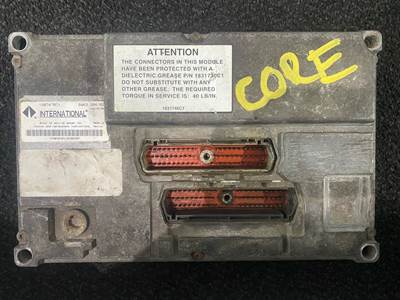 ATTENTION
THE CONNECTORS IN THIS MODULE
HAVE BEEN PROTECTED WITH A
DIELECTRIC GREASE P/N 1831730C1
DO NOT SUBSTITUTE WITH ANY
OTHER GREASE; THE REQUIRED
TORQUE IN SERVICE IS: 40 LB/IN.
CORE
INTERNATIONAL